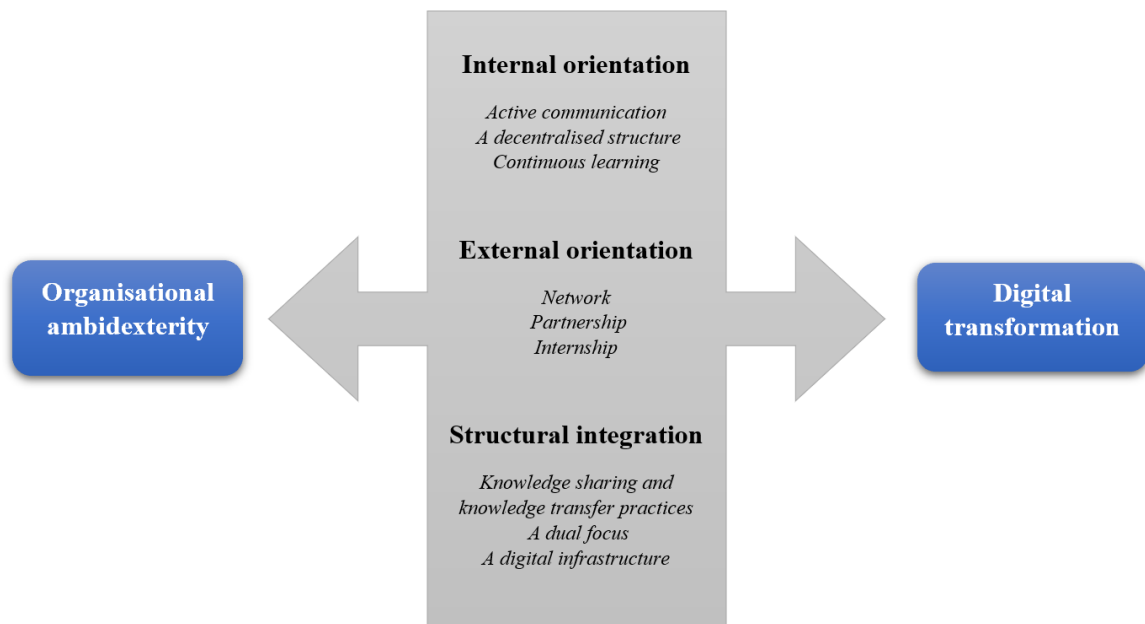 Internal orientation
Active communication
A decentralised structure
Continuous learning
Organisational
ambidexterity
External orientation
Network
Partnership
Internship
Digital
transformation
Structural integration
Knowledge sharing and
knowledge transfer practices
A dual focus
A digital infrastructure